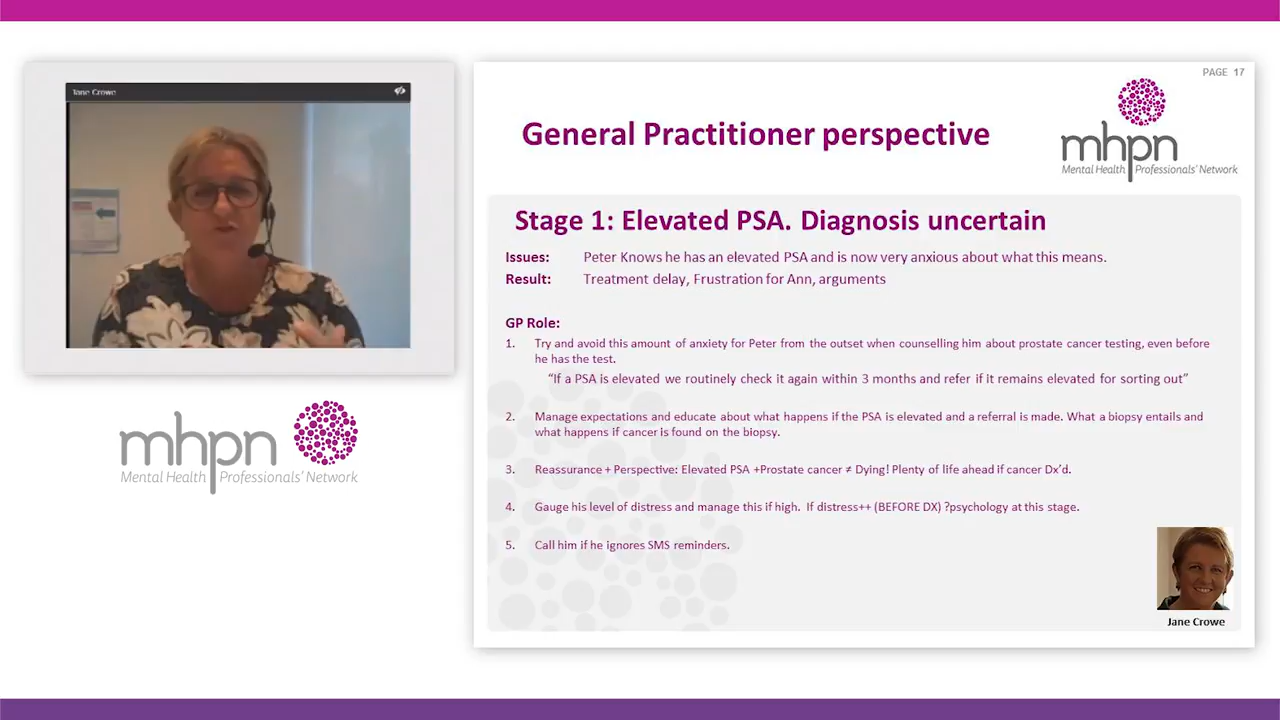 Jane Crowe
mhpn
Mental Health Professionals' Network
PAGE 17
General Practitioner perspective
mhpn
Mental Health Professionals' Network
Stage 1: Elevated PSA. Diagnosis uncertain
Issues: Peter Knows he has an elevated PSA and is now very anxious about what this means.
Result: Treatment delay, Frustration for Ann, arguments
GP Role:
1. Try and avoid this amount of anxiety for Peter from the outset when counselling him about prostate cancer testing, even before
he has the test.
“If a PSA is elevated we routinely check it again within 3 months and refer if it remains elevated for sorting out”
2. Manage expectations and educate about what happens if the PSA is elevated and a referral is made. What a biopsy entails and
what happens if cancer is found on the biopsy.
3. Reassurance + Perspective: Elevated PSA +Prostate cancer ≠ Dying! Plenty of life ahead if cancer Dx’d.
4. Gauge his level of distress and manage this if high. If distress++ (BEFORE DX) ?psychology at this stage.
5. Call him if he ignores SMS reminders.
Jane Crowe